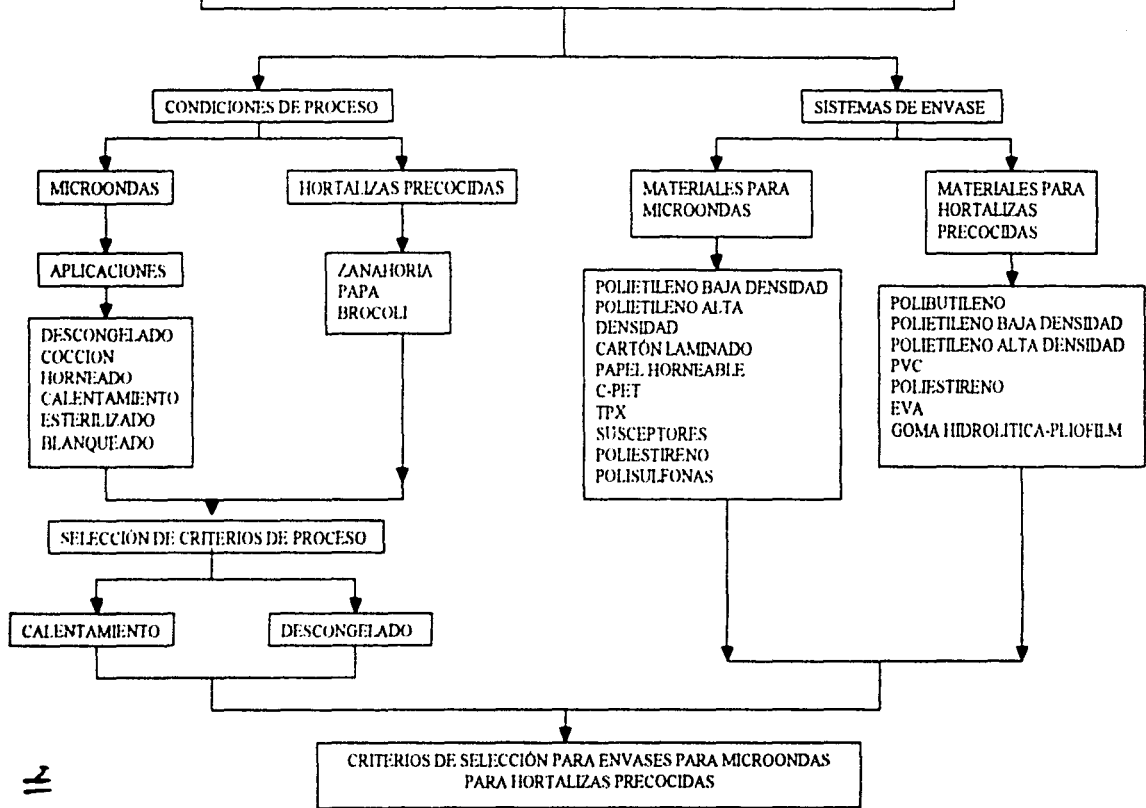 CONDICIONES DE PROCESO
SISTEMAS DE ENVASE
MICROONDAS
HORTALIZAS PRECOCIDAS
MATERIALES PARA
MICROONDAS
MATERIALES PARA
HORTALIZAS
PRECOCIDAS
APLICACIONES
ZANAHORIA
PAPA
BROCOLI
DESCONGELADO
COCCION
HORNEADO
CALENTAMIENTO
ESTERILIZADO
BLANQUEADO
POLIETILENO BAJA DENSIDAD
POLIETILENO ALTA
DENSIDAD
CARTÓN LAMINADO
PAPEL HORNEABLE
C-PET
TPX
SUSCEPTORES
POLIESTIRENO
POLISULFONAS
POLIBUTILENO
POLIETILENO BAJA DENSIDAD
POLIETILENO ALTA DENSIDAD
PVC
POLIESTIRENO
EVA
GOMA HIDROLITICA-PLIOFILM
SELECCIÓN DE CRITERIOS DE PROCESO
CALENTAMIENTO
DESCONGELADO
CRITERIOS DE SELECCIÓN PARA ENVASES PARA MICROONDAS
PARA HORTALIZAS PRECOCIDAS